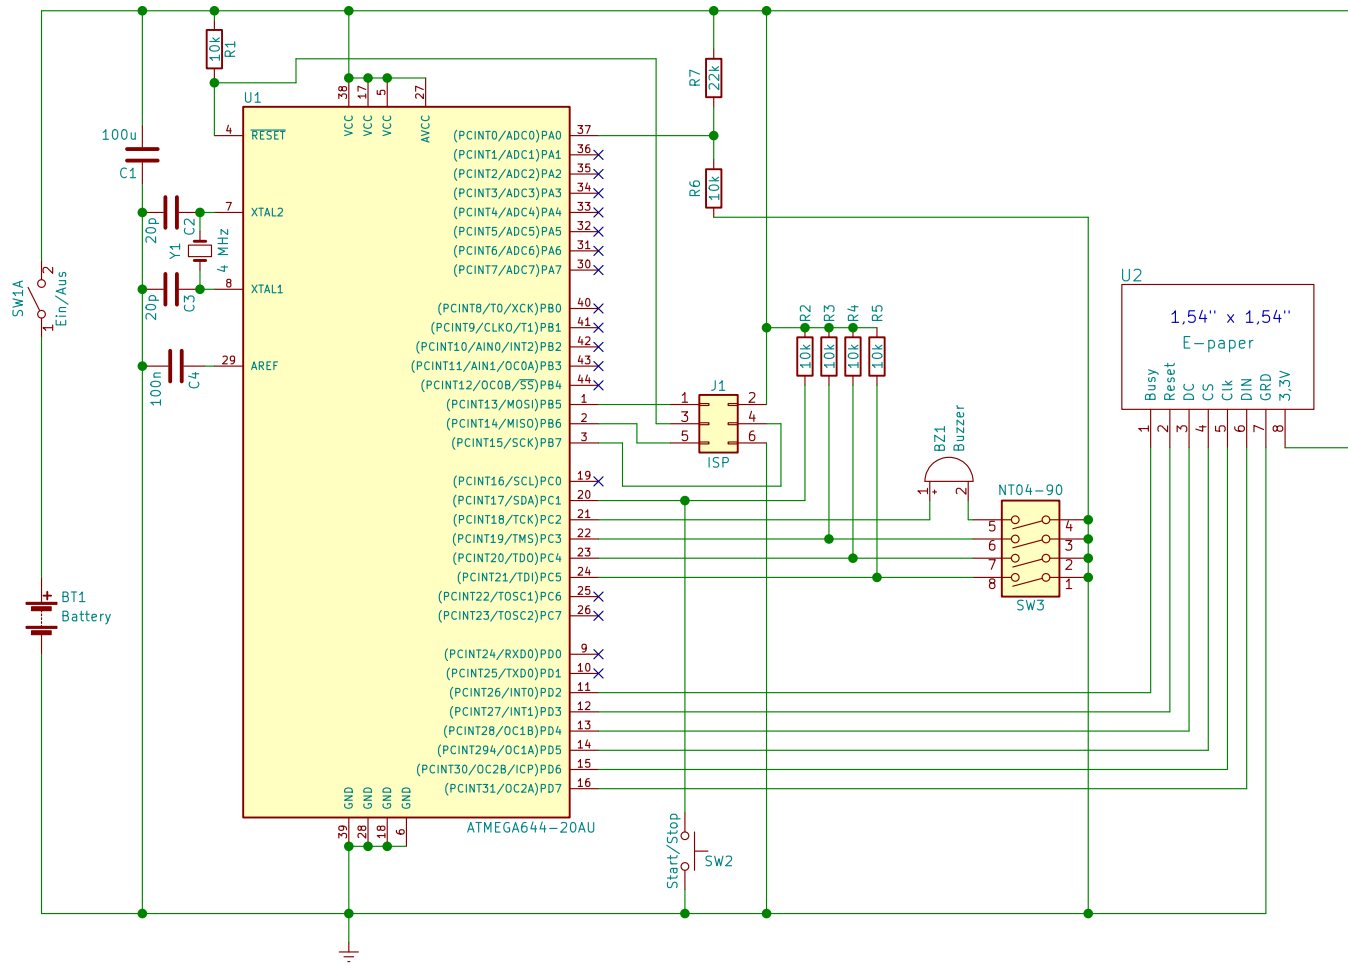 10k
R1
100u
C1
20p
C2
Y1
4 MHz
20p
C3
100n
C4
SW1A
Ein/Aus
2
1
+
BT1
Battery
U1
38
17
5
27
VCC
VCC
VCC
AVCC
4
RESET
7
XTAL2
8
XTAL1
29
AREF
(PCINT0/ADC0)PA0 37
(PCINT1/ADC1)PA1 36
(PCINT2/ADC2)PA2 35
(PCINT3/ADC3)PA3 34
(PCINT4/ADC4)PA4 33
(PCINT5/ADC5)PA5 32
(PCINT6/ADC6)PA6 31
(PCINT7/ADC7)PA7 30
(PCINT8/T0/XCK)PB0 40
(PCINT9/CLKO/T1)PB1 41
(PCINT10/AIN0/INT2)PB2 42
(PCINT11/AIN1/OC0A)PB3 43
(PCINT12/OC0B/SS)PB4 44
(PCINT13/MOSI)PB5 1
(PCINT14/MISO)PB6 2
(PCINT15/SCK)PB7 3
(PCINT16/SCL)PC0 19
(PCINT17/SDA)PC1 20
(PCINT18/TCK)PC2 21
(PCINT19/TMS)PC3 22
(PCINT20/TDO)PC4 23
(PCINT21/TDI)PC5 24
(PCINT22/TOSC1)PC6 25
(PCINT23/TOSC2)PC7 26
(PCINT24/RXD0)PD0 9
(PCINT25/TXD0)PD1 10
(PCINT26/INT0)PD2 11
(PCINT27/INT1)PD3 12
(PCINT28/OC1B)PD4 13
(PCINT294/OC1A)PD5 14
(PCINT30/OC2B/ICP)PD6 15
(PCINT31/OC2A)PD7 16
GND
GND
GND
GND
39
28
18
6
ATMEGA644-20AU
R7
22k
R6
10k
R2
R3
R4
R5
10k
10k
10k
10k
J1
1 2
3 4
5 6
ISP
BZ1
Buzzer
1
+
2
NT04-90
5 4
6 3
7 2
8 1
SW3
Start/Stop
SW2
U2
1,54'' x 1,54''
E-paper
Busy
Reset
DC
CS
Clk
DIN
GRD
3,3V
1
2
3
4
5
6
7
8